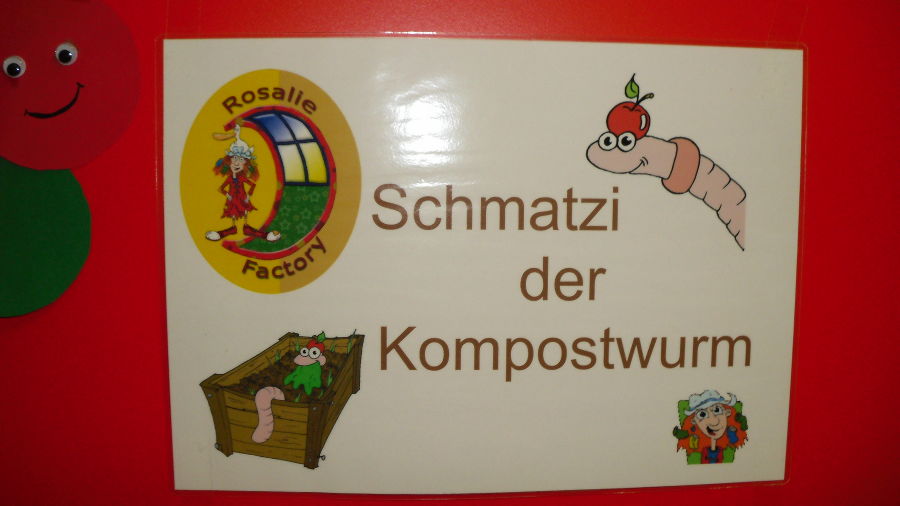 Rosalie
Factory
Schmatzi
der
Kompostwurm